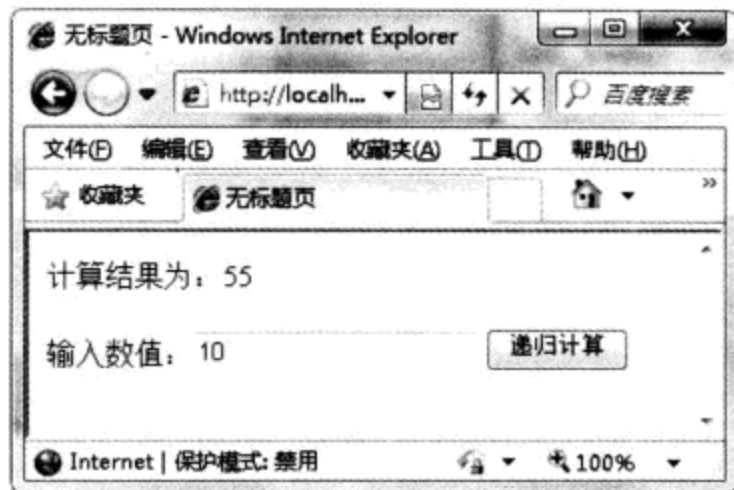 无标题页 - Windows Internet Explorer
http://localh... 百度搜索
文件(F) 编辑(E) 查看(V) 收藏夹(A) 工具(T) 帮助(H)
收藏夹 无标题页 »
计算结果为：55
输入数值：10 递归计算
Internet | 保护模式: 禁用 100%